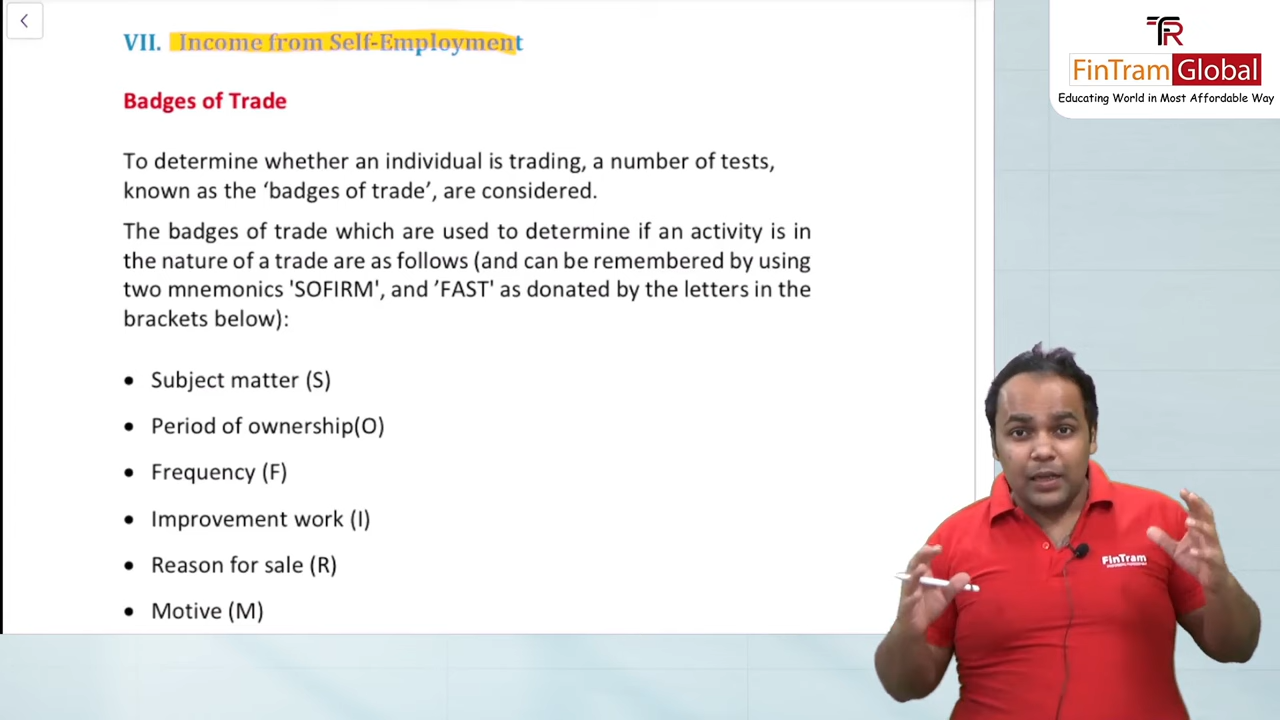 VII. Income from Self-Employment
Badges of Trade
To determine whether an individual is trading, a number of tests,
known as the ‘badges of trade’, are considered.
The badges of trade which are used to determine if an activity is in
the nature of a trade are as follows (and can be remembered by using
two mnemonics 'SOFIRM', and ’FAST' as donated by the letters in the
brackets below):
• Subject matter (S)
• Period of ownership(O)
• Frequency (F)
• Improvement work (I)
• Reason for sale (R)
• Motive (M)
FinTram Global
Educating World in Most Affordable Way
FinTram